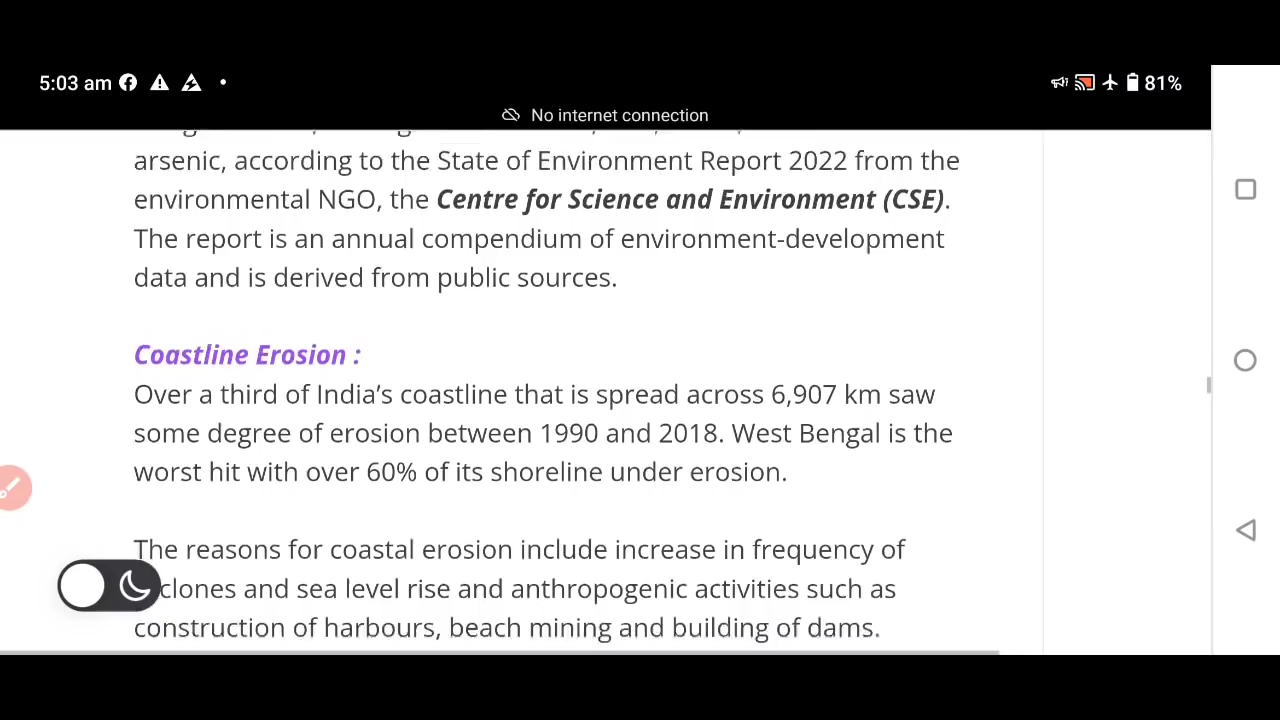 5:03 am
81%
No internet connection
arsenic, according to the State of Environment Report 2022 from the
environmental NGO, the Centre for Science and Environment (CSE).
The report is an annual compendium of environment-development
data and is derived from public sources.
Coastline Erosion :
Over a third of India’s coastline that is spread across 6,907 km saw
some degree of erosion between 1990 and 2018. West Bengal is the
worst hit with over 60% of its shoreline under erosion.
The reasons for coastal erosion include increase in frequency of
clones and sea level rise and anthropogenic activities such as
construction of harbours, beach mining and building of dams.